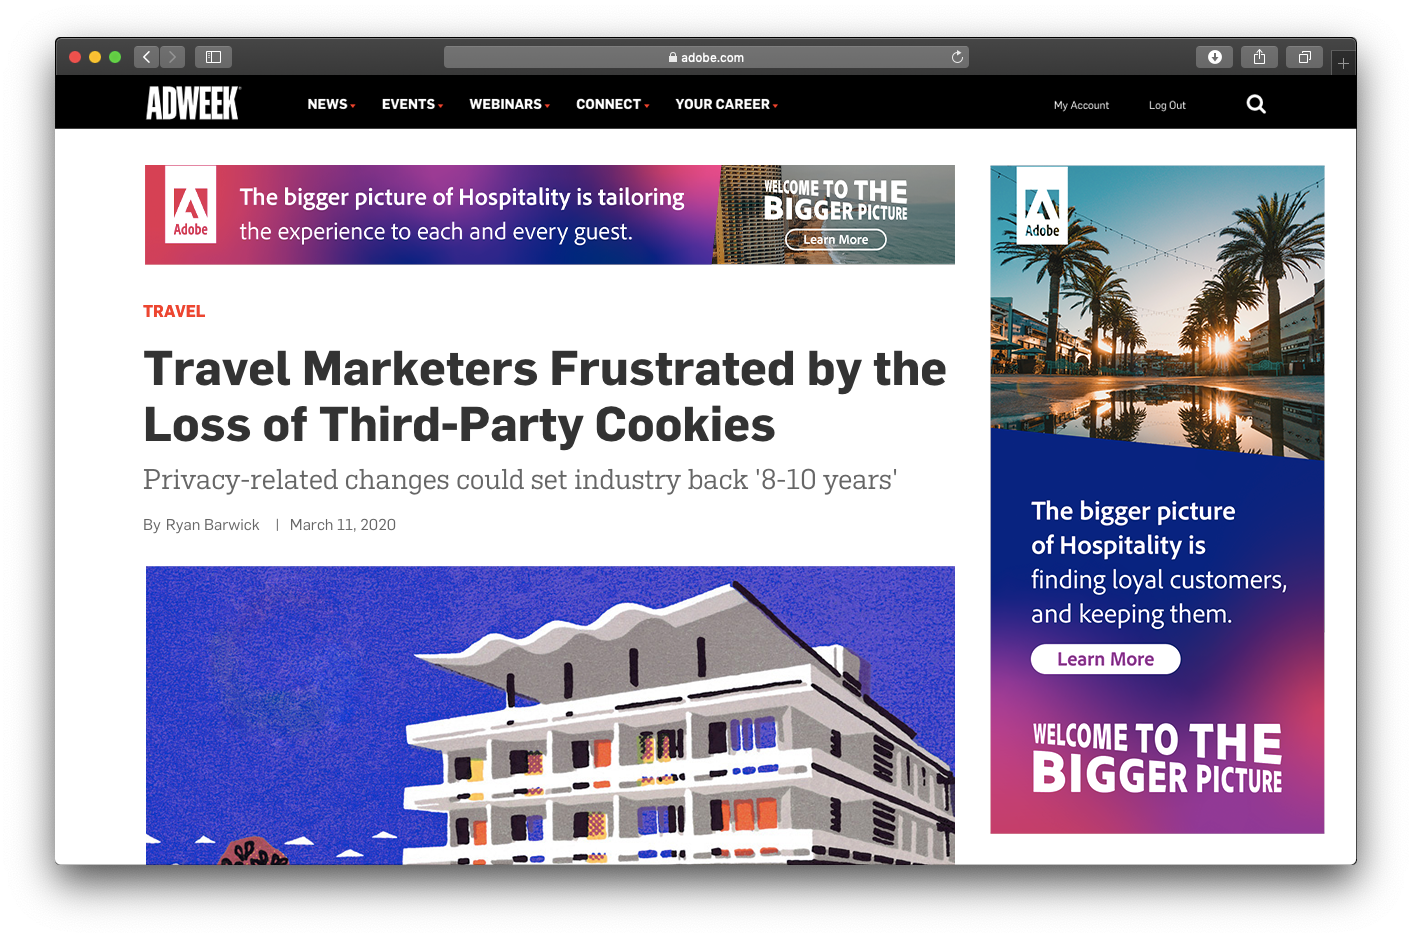 adobe.com
ADWEEK
NEWS
EVENTS
WEBINARS
CONNECT
YOUR CAREER
My Account
Log Out
Adobe
The bigger picture of Hospitality is tailoring
the experience to each and every guest.
WELCOME TO THE
BIGGER PICTURE
Learn More
TRAVEL
Travel Marketers Frustrated by the
Loss of Third-Party Cookies
Privacy-related changes could set industry back '8-10 years'
By Ryan Barwick | March 11, 2020
Adobe
The bigger picture
of Hospitality is
finding loyal customers,
and keeping them.
Learn More
WELCOME TO THE
BIGGER PICTURE